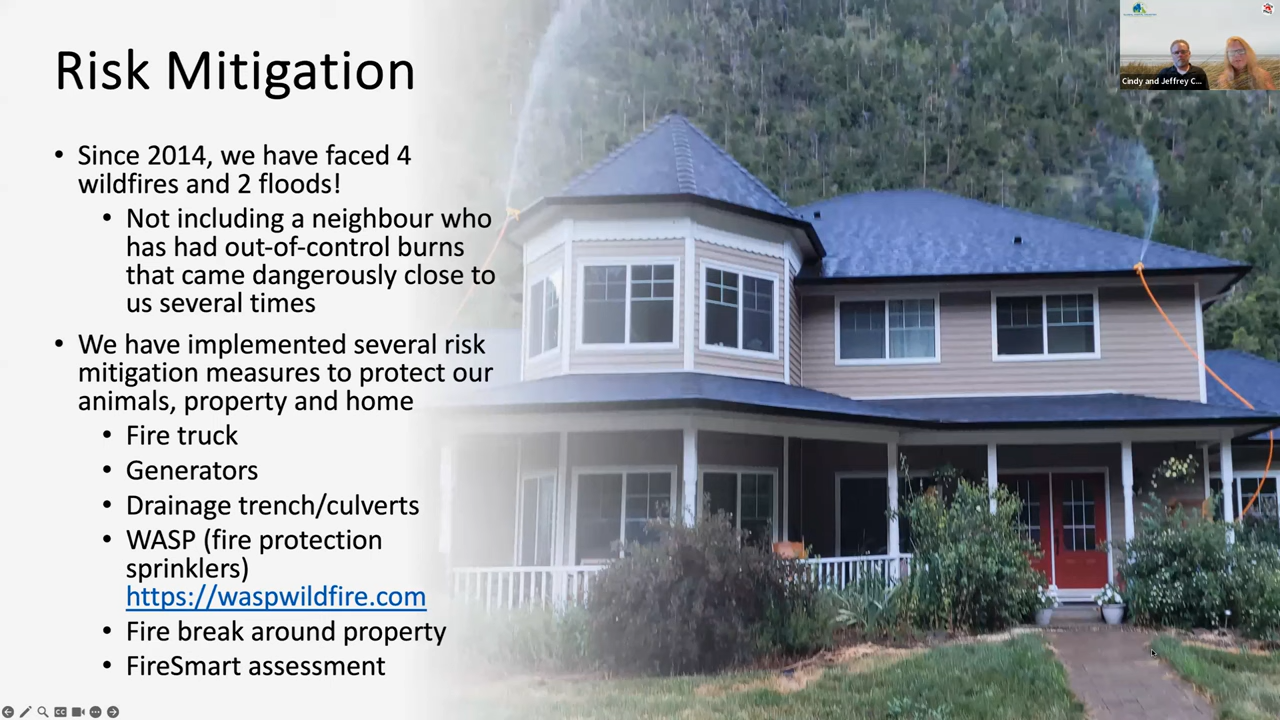 Risk Mitigation
• Since 2014, we have faced 4
wildfires and 2 floods!
• Not including a neighbour who
has had out-of-control burns
that came dangerously close to
us several times
• We have implemented several risk
mitigation measures to protect our
animals, property and home
• Fire truck
• Generators
• Drainage trench/culverts
• WASP (fire protection
sprinklers)
https://waspwildfire.com
• Fire break around property
• FireSmart assessment
Cindy and Jeffrey C...
CC